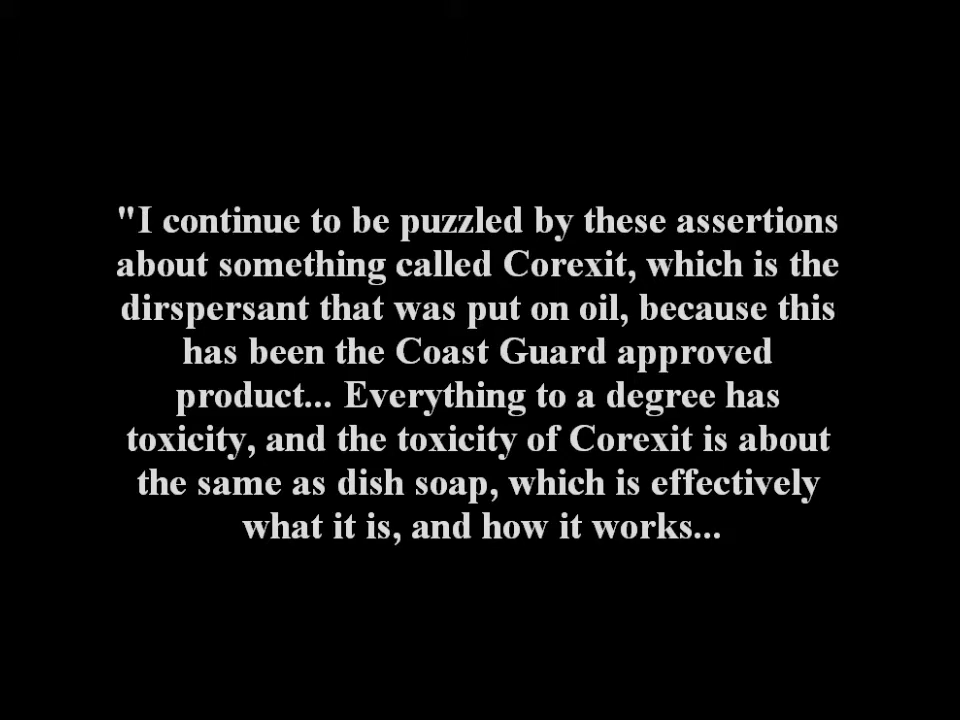 "I continue to be puzzled by these assertions
about something called Corexit, which is the
dirspersant that was put on oil, because this
has been the Coast Guard approved
product... Everything to a degree has
toxicity, and the toxicity of Corexit is about
the same as dish soap, which is effectively
what it is, and how it works...